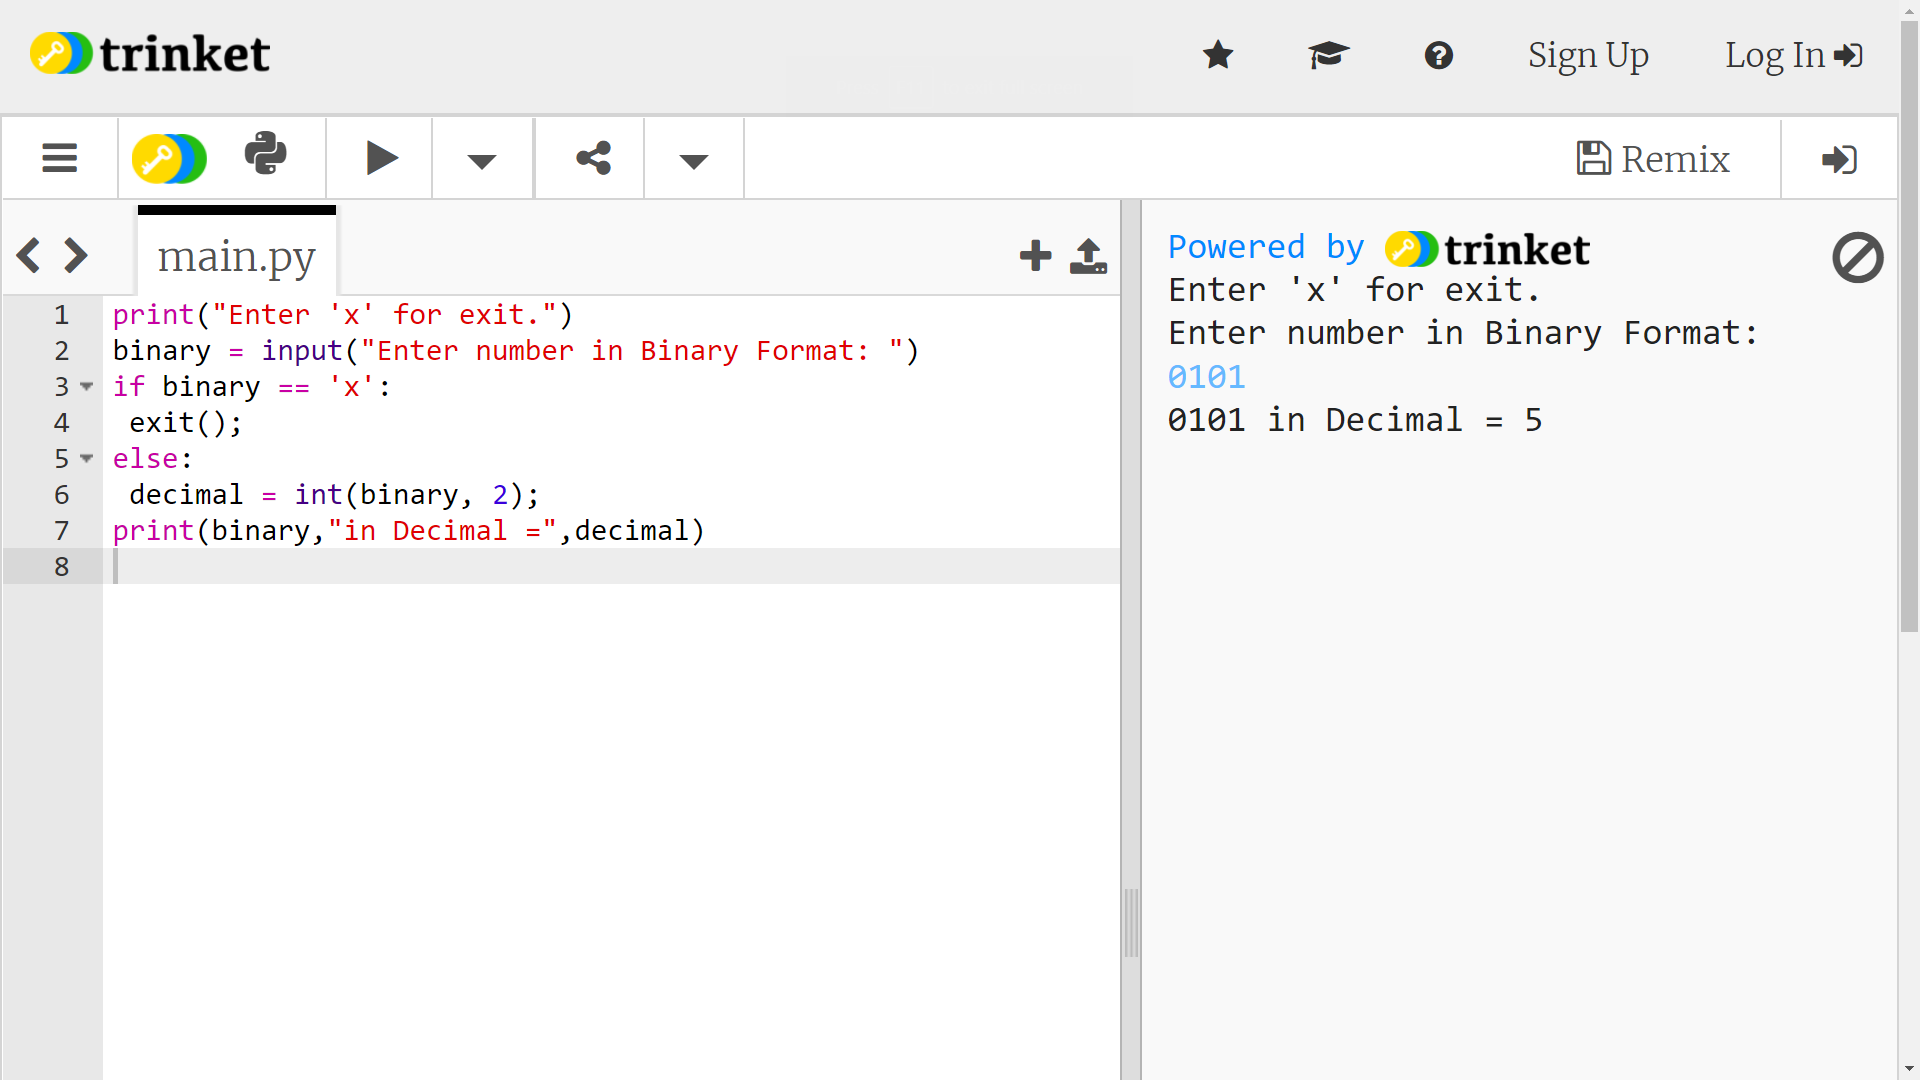 trinket
Sign Up
Log In
Remix
main.py
1 print("Enter 'x' for exit.")
2 binary = input("Enter number in Binary Format: ")
3 if binary == 'x':
4  exit();
5 else:
6  decimal = int(binary, 2);
7 print(binary,"in Decimal =",decimal)
8
Powered by trinket
Enter 'x' for exit.
Enter number in Binary Format:
0101
0101 in Decimal = 5